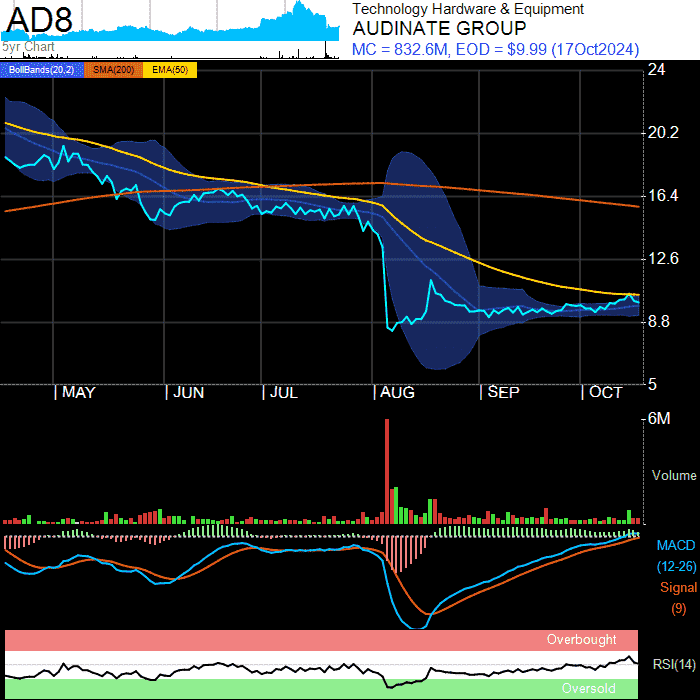 AD8
5yr Chart
Technology Hardware & Equipment
AUDINATE GROUP
MC = 832.6M, EOD = $9.99 (17Oct2024)
BollBands(20,2) SMA(200) EMA(50)
24
20.2
16.4
12.6
8.8
5
MAY JUN JUL AUG SEP OCT
6M
Volume
MACD
(12-26)
Signal
(9)
Overbought
RSI(14)
Oversold